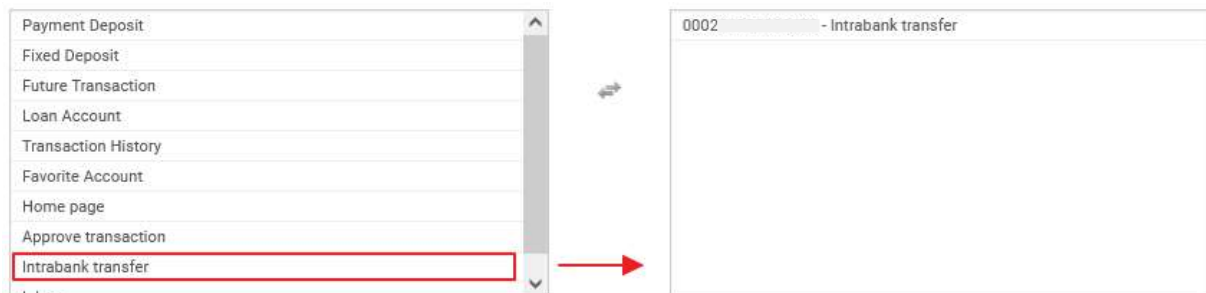 Payment Deposit
Fixed Deposit
Future Transaction
Loan Account
Transaction History
Favorite Account
Home page
Approve transaction
Intrabank transfer
0002 - Intrabank transfer